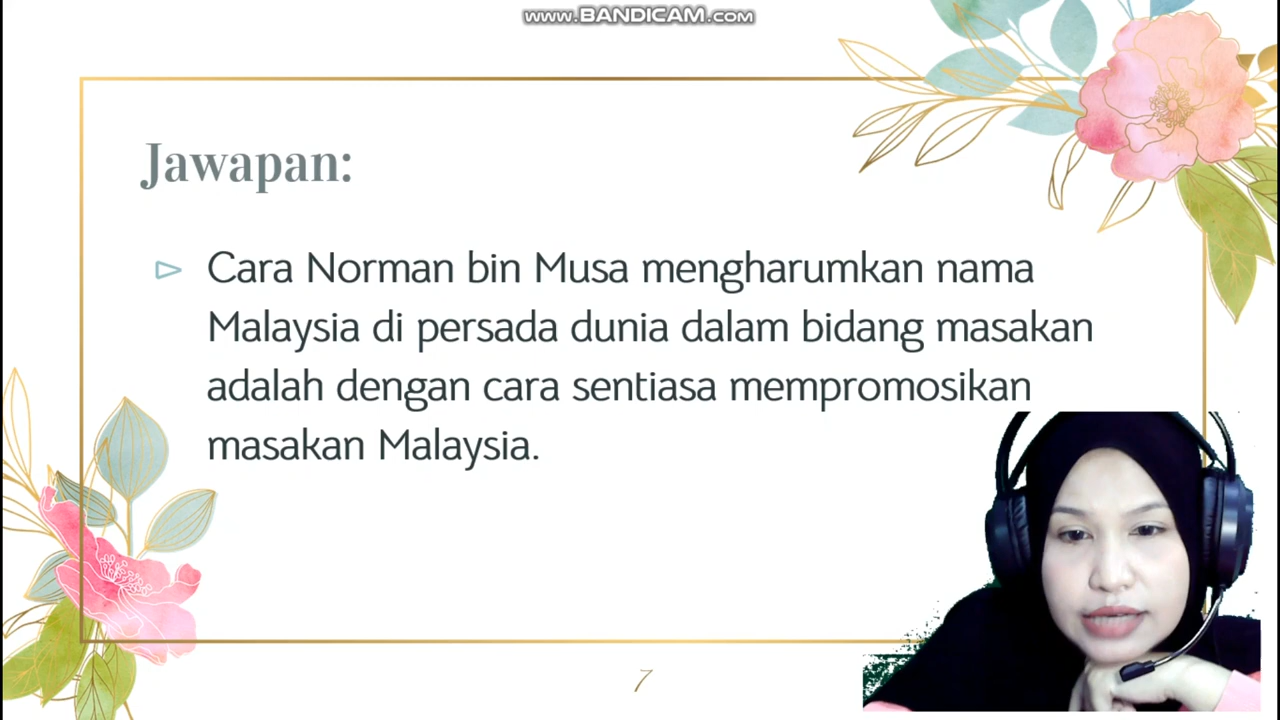 www.BANDICAM.com
Jawapan:
Cara Norman bin Musa mengharumkan nama
Malaysia di persada dunia dalam bidang masakan
adalah dengan cara sentiasa mempromosikan
masakan Malaysia.
7